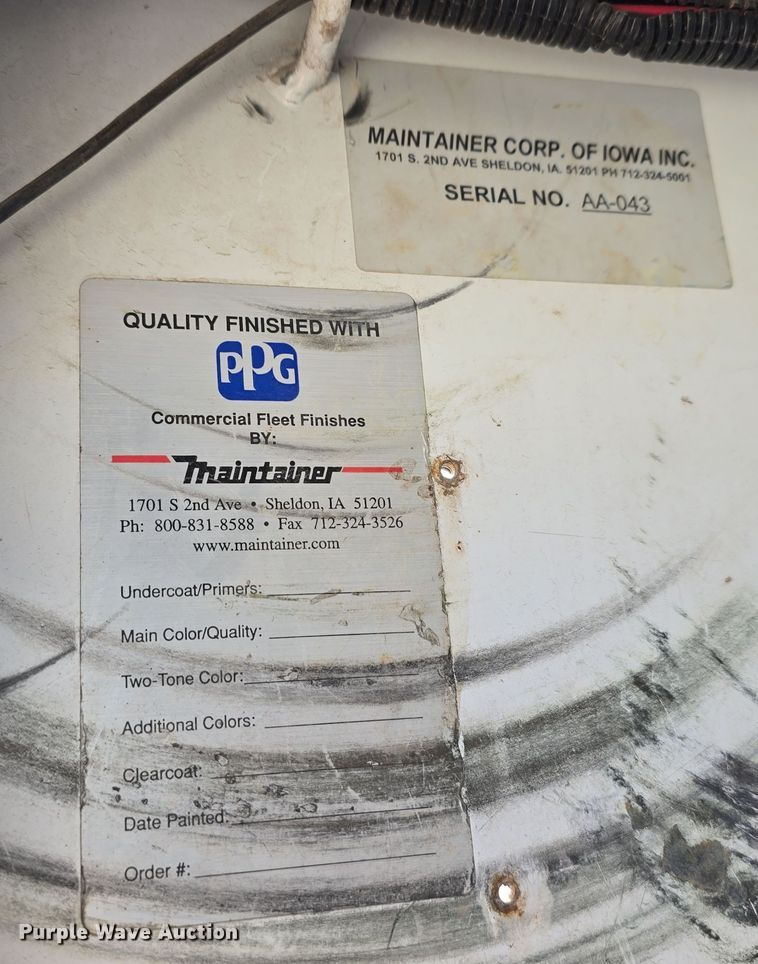 MAINTAINER CORP. OF IOWA INC.
1701 S. 2ND AVE SHELDON, IA. 51201 PH 712-324-5001
SERIAL NO. AA-043
QUALITY FINISHED WITH
PPG
Commercial Fleet Finishes
BY:
Maintainer
1701 S 2nd Ave • Sheldon, IA 51201
Ph: 800-831-8588 • Fax 712-324-3526
www.maintainer.com
Undercoat/Primers:
Main Color/Quality:
Two-Tone Color:
Additional Colors:
Clearcoat:
Date Painted:
Order #:
Purple Wave Auction